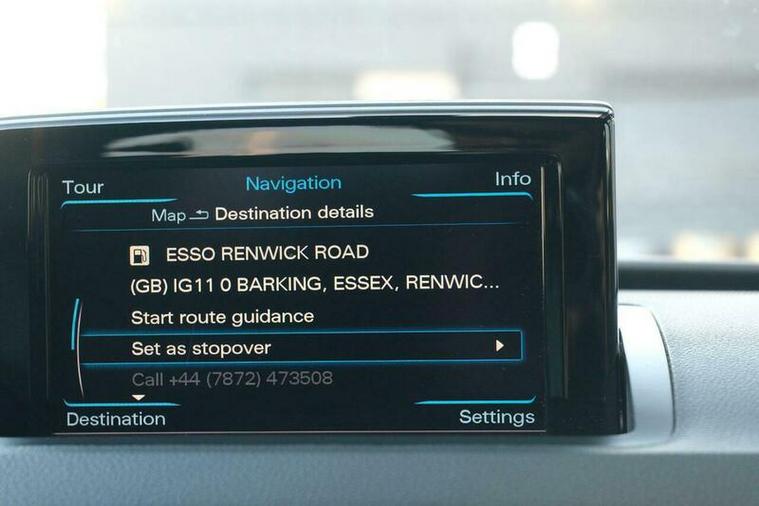 Tour Navigation Info
Map Destination details
ESSO RENWICK ROAD
(GB) IG11 0 BARKING, ESSEX, RENWIC...
Start route guidance
Set as stopover
Call +44 (7872) 473508
Destination Settings